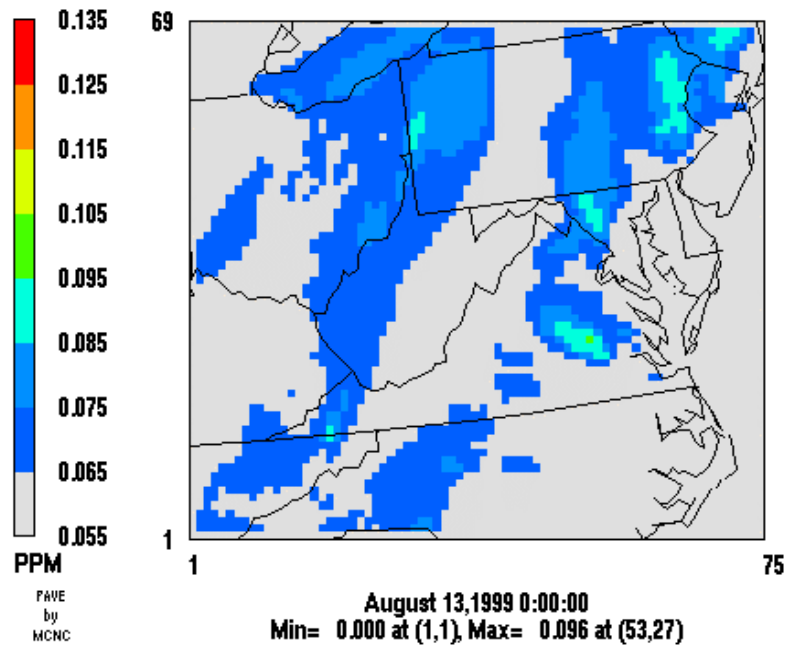 0.135
0.125
0.115
0.105
0.095
0.085
0.075
0.065
0.055
PPM
PAVE
by
MCNC
69
1
1
75
August 13,1999 0:00:00
Min= 0.000 at (1,1), Max= 0.096 at (53,27)